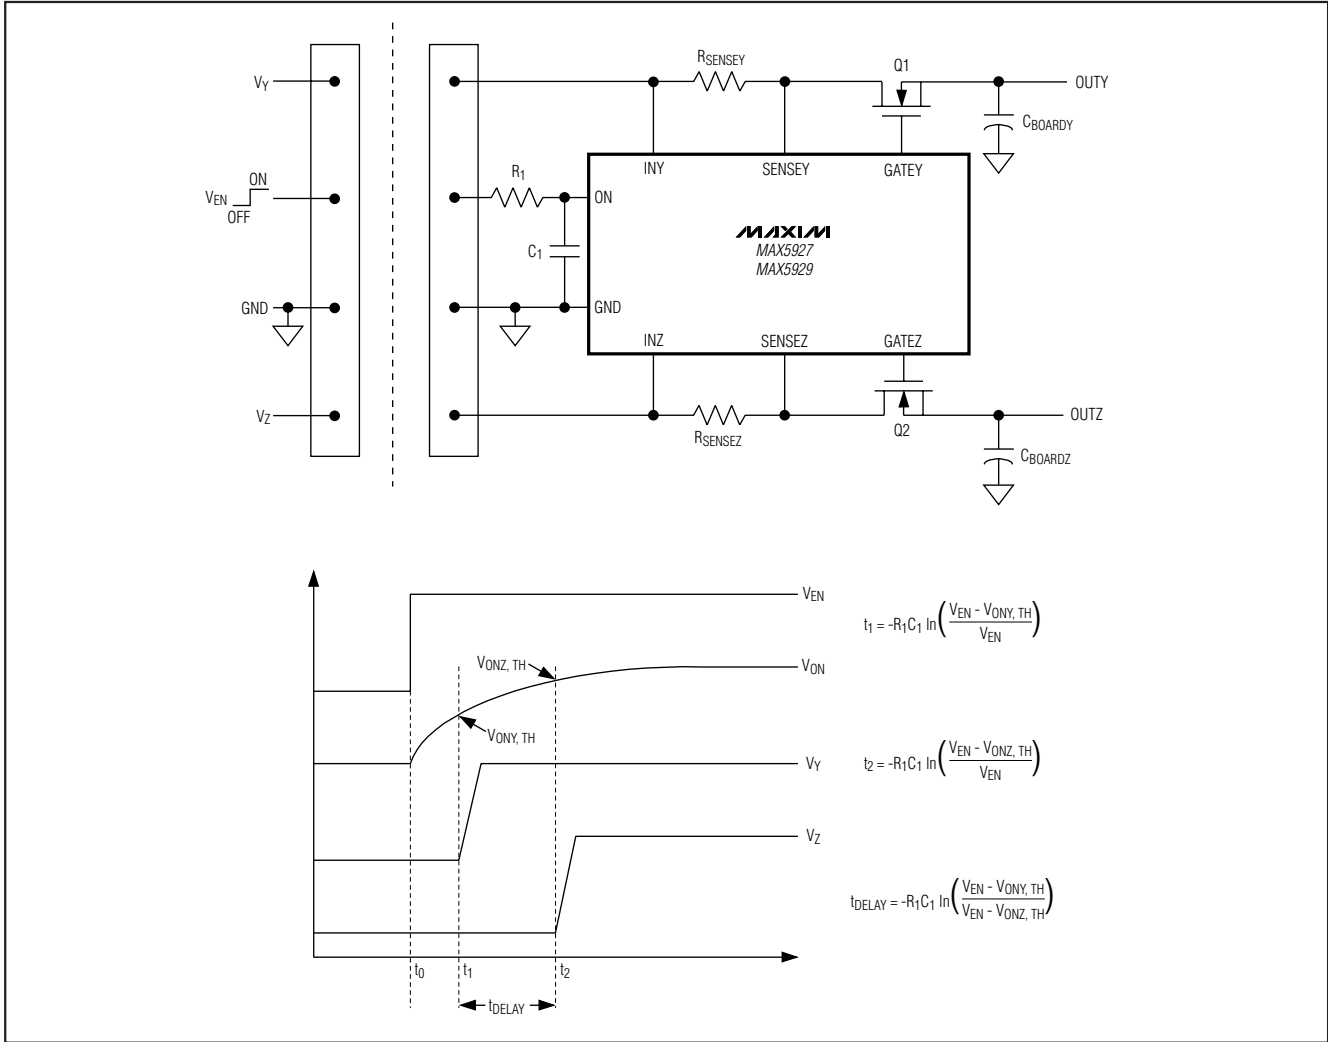 RSENSEY
Q1
VY
OUTY
CBOARDY
INY
SENSEY
GATEY
R1
ON
VEN
OFF
ON
MAXIM
MAX5927
MAX5929
C1
GND
GND
INZ
SENSEZ
GATEZ
VZ
RSENSEZ
Q2
OUTZ
CBOARDZ
VEN
t1 = -R1C1 ln(VEN - VONY, TH / VEN)
VONZ, TH
VON
VONY, TH
VY
t2 = -R1C1 ln(VEN - VONZ, TH / VEN)
VZ
tDELAY = -R1C1 ln(VEN - VONY, TH / VEN - VONZ, TH)
t0
t1
t2
tDELAY